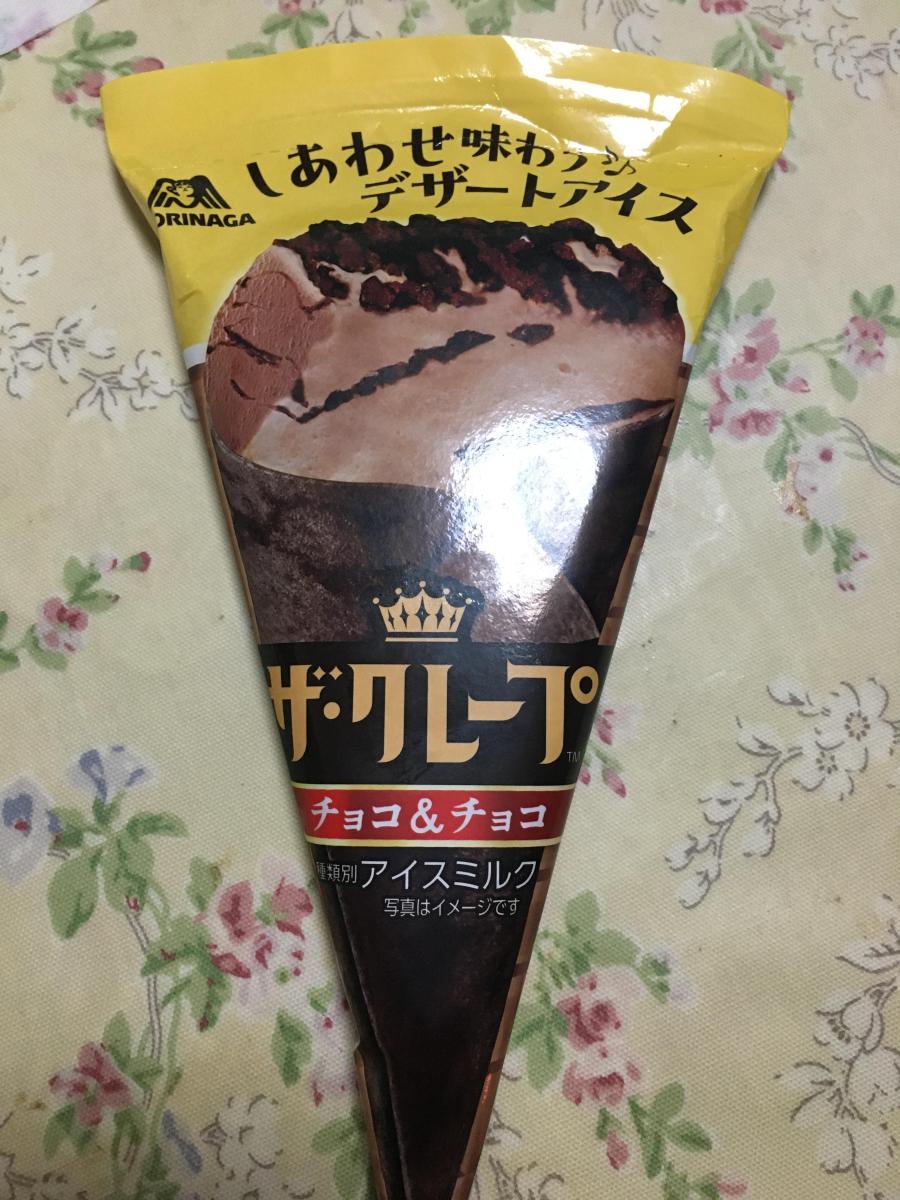 しあわせ味わう♪
デザートアイス
ORINAGA
ザ・クレープ
TM
チョコ&チョコ
種類別アイスミルク
写真はイメージです